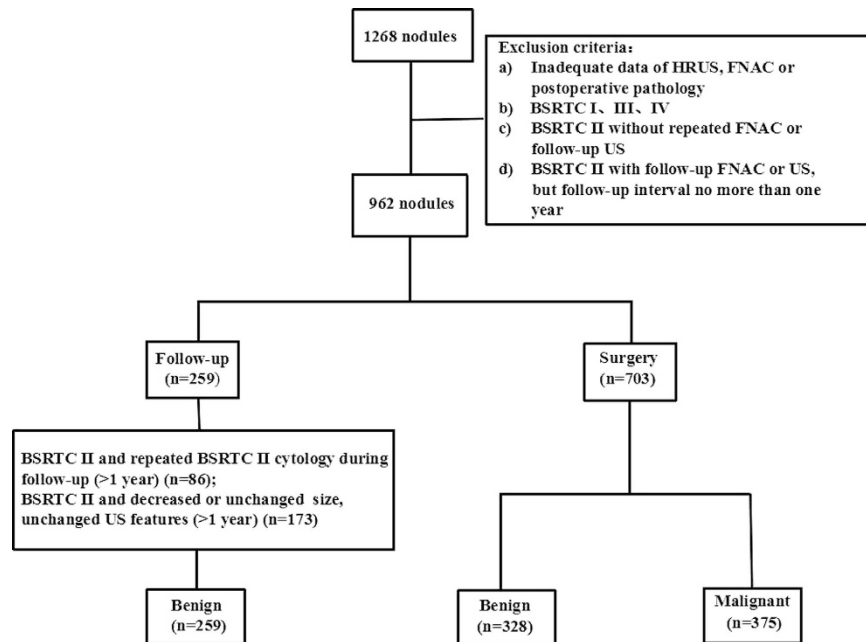 1268 nodules
Exclusion criteria：
a) Inadequate data of HRUS, FNAC or
postoperative pathology
b) BSRTC I、III、IV
c) BSRTC II without repeated FNAC or
follow-up US
d) BSRTC II with follow-up FNAC or US,
but follow-up interval no more than one
year
962 nodules
Follow-up
(n=259)
Surgery
(n=703)
BSRTC II and repeated BSRTC II cytology during
follow-up (>1 year) (n=86);
BSRTC II and decreased or unchanged size,
unchanged US features (>1 year) (n=173)
Benign
(n=259)
Benign
(n=328)
Malignant
(n=375)